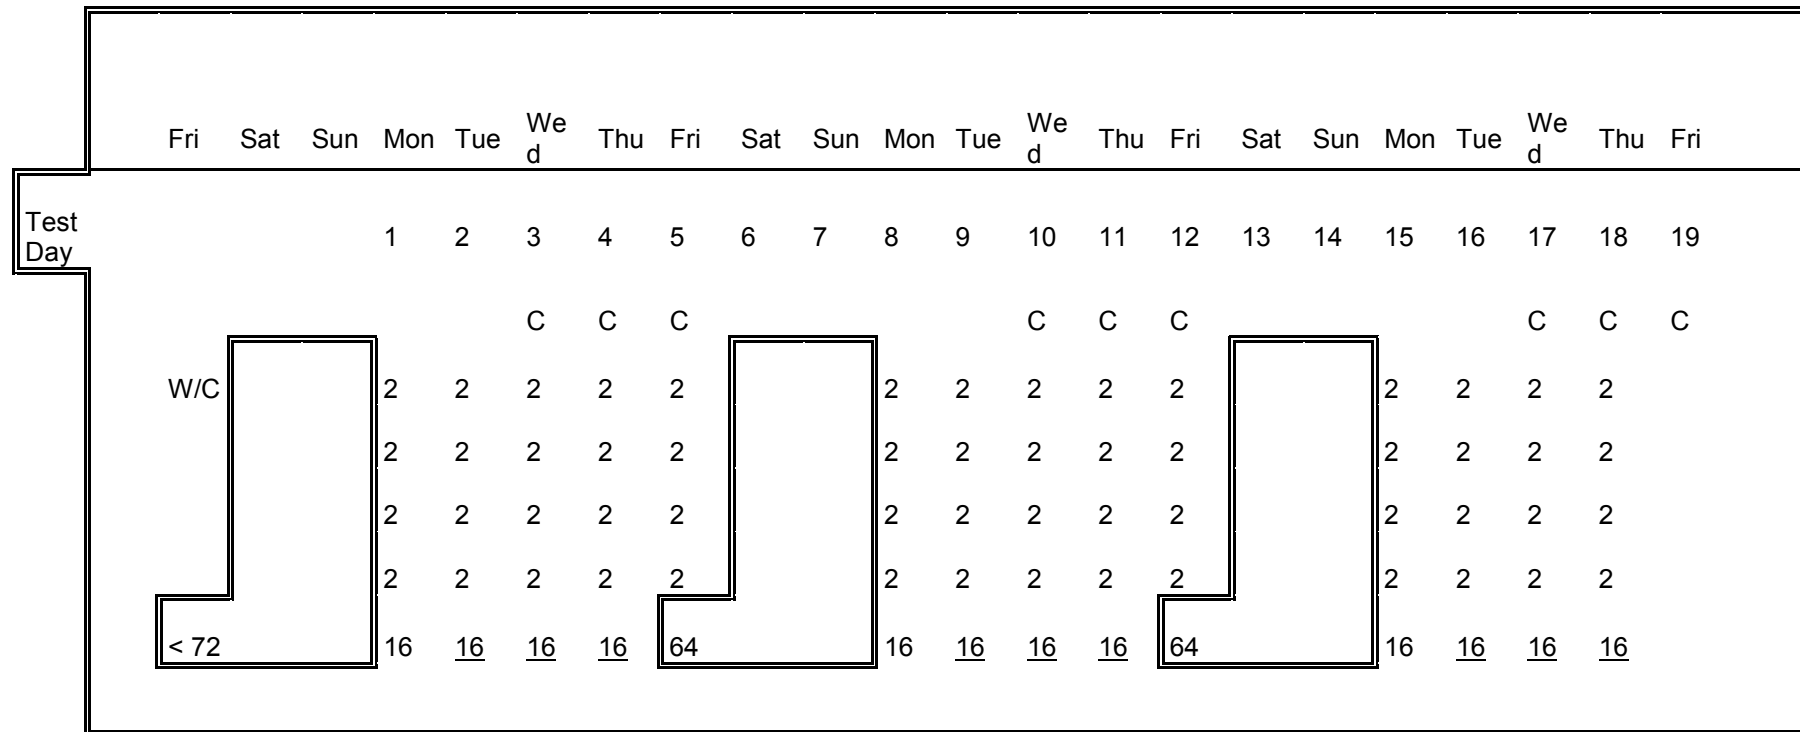 Fri Sat Sun Mon Tue Wed Thu Fri Sat Sun Mon Tue Wed Thu Fri Sat Sun Mon Tue Wed Thu Fri
Test Day 1 2 3 4 5 6 7 8 9 10 11 12 13 14 15 16 17 18 19
C C C C C C C C C
W/C 2 2 2 2 2 2 2 2 2 2 2 2 2 2
2 2 2 2 2 2 2 2 2 2 2 2 2 2
2 2 2 2 2 2 2 2 2 2 2 2 2 2
2 2 2 2 2 2 2 2 2 2 2 2 2 2
< 72 16 16 16 16 64 16 16 16 16 64 16 16 16 16